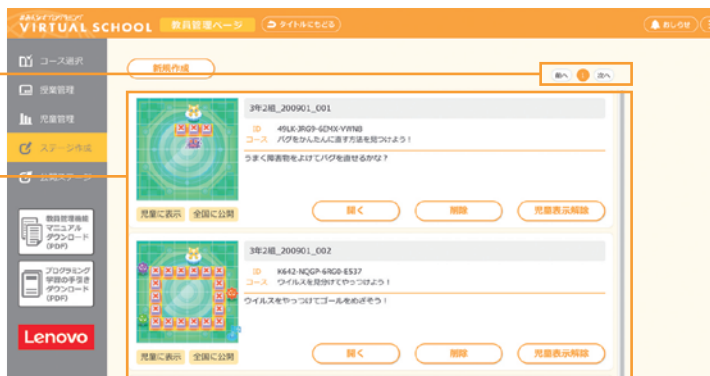 VIRTUAL SCHOOL 教員管理ページ タイトルにもどる おしらせ
コース選択
授業管理
児童管理
ステージ作成
公開ステージ
教員管理機能
マニュアル
ダウンロード
(PDF)
プログラミング
学習の手引き
ダウンロード
(PDF)
Lenovo
新規作成
前へ 1 次へ
3年2組_200901_001
ID
コース バグをかんたんに直す方法を見つけよう！
うまく障害物をよけてバグを直せるかな？
児童に表示 全国に公開 開く 削除 児童表示解除
3年2組_200901_002
ID K642-NQGP-6RG0-E537
コース ウイルスを見分けてやっつけよう！
ウイルスをやっつけてゴールをめざそう！
児童に表示 全国に公開 開く 削除 児童表示解除